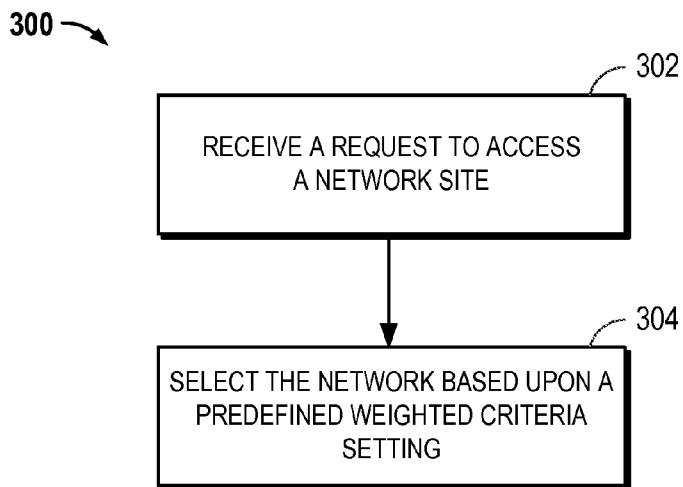 300
302
RECEIVE A REQUEST TO ACCESS
A NETWORK SITE
304
SELECT THE NETWORK BASED UPON A
PREDEFINED WEIGHTED CRITERIA
SETTING